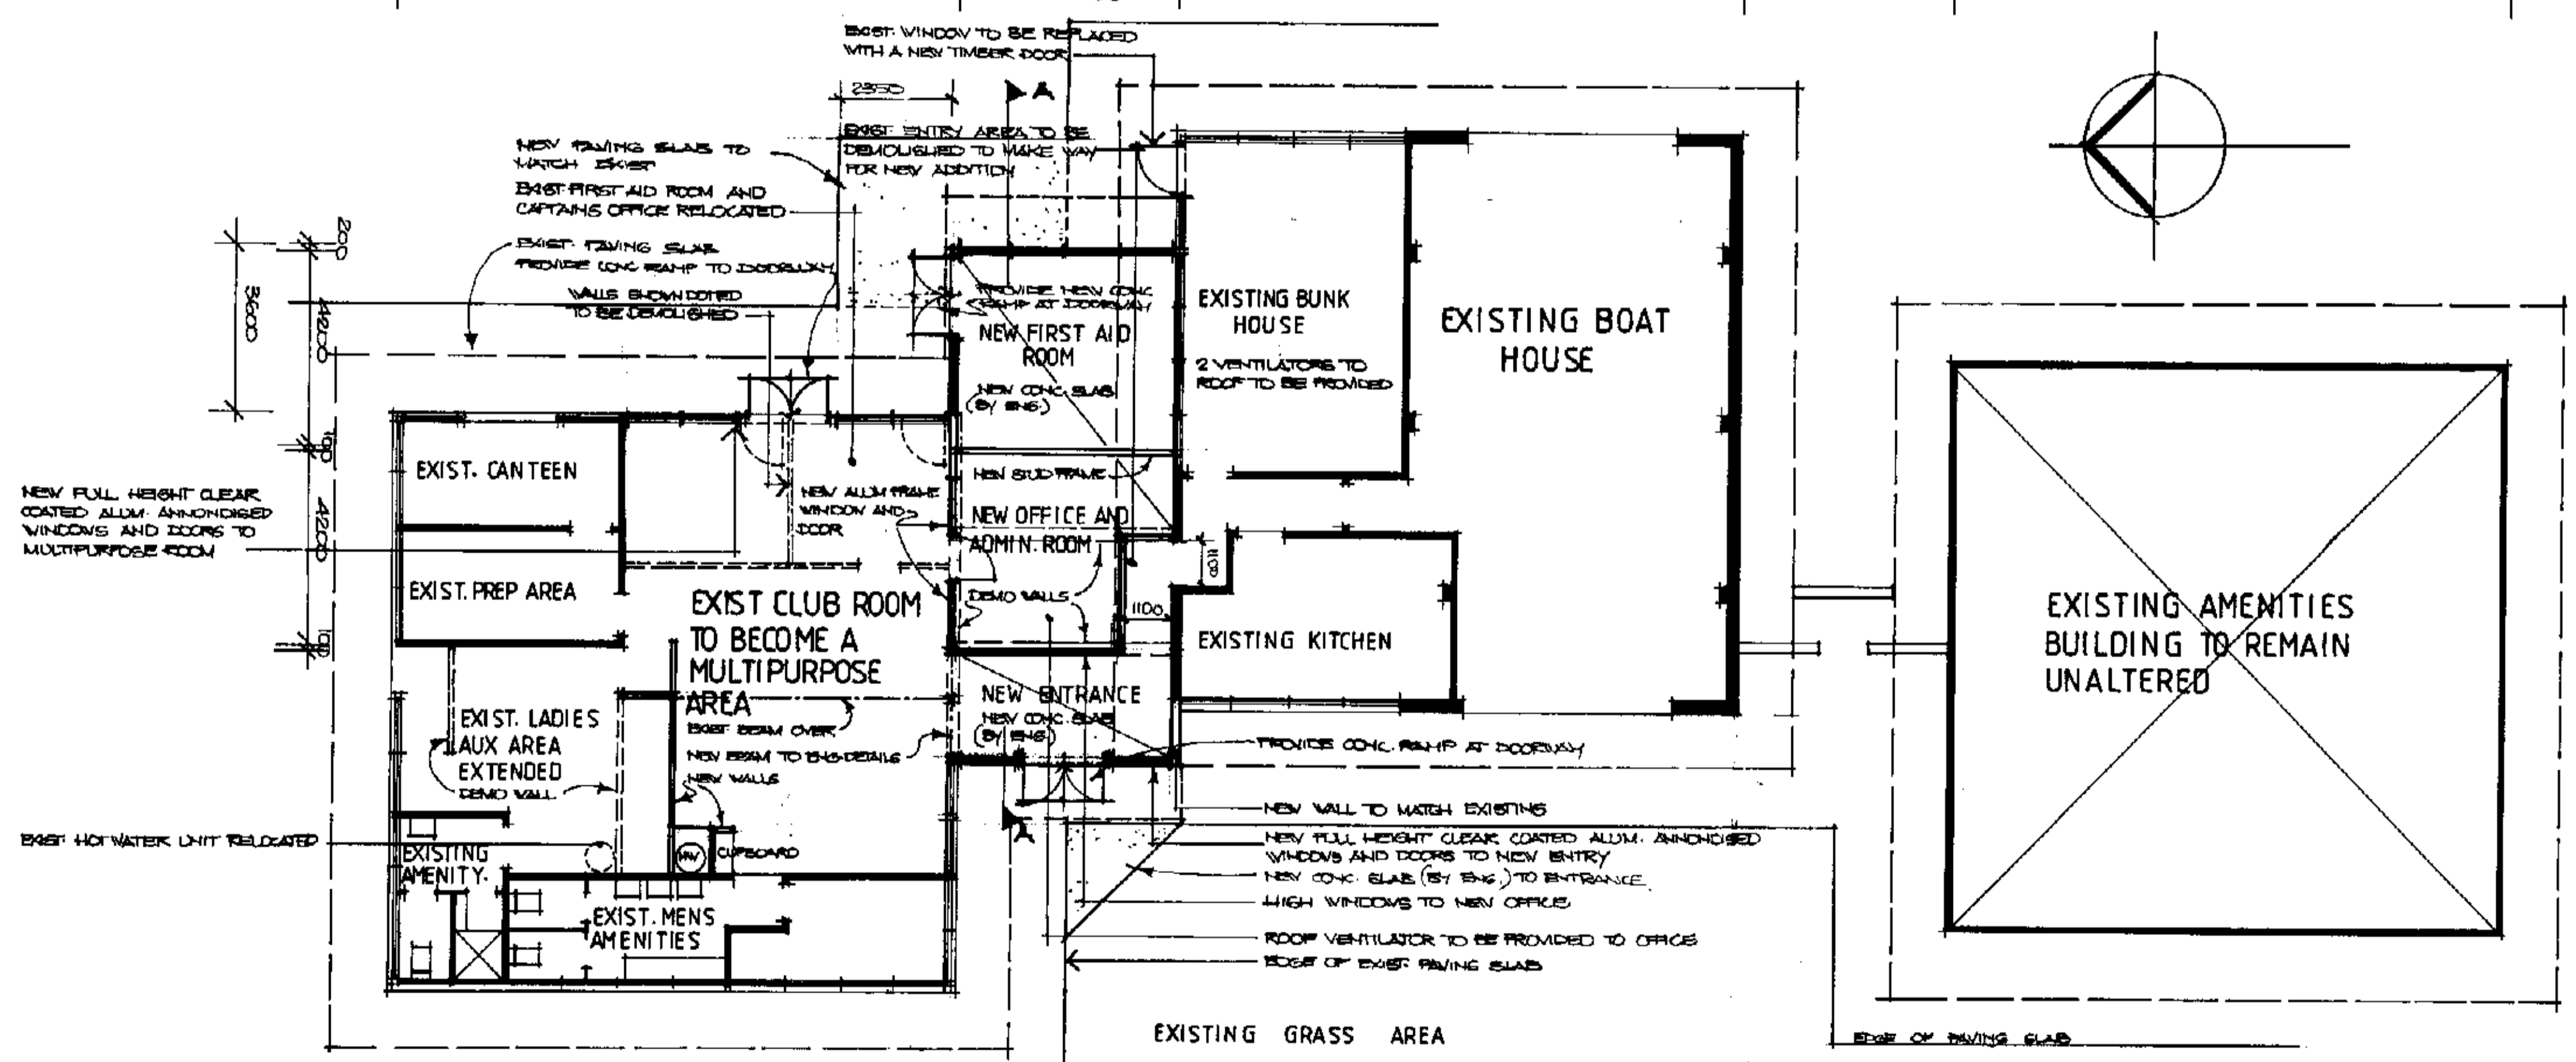 EXIST. WINDOW TO BE REPLACED
WITH A NEW TIMBER DOOR
2350
A
EXIST. ENTRY AREA TO BE
DEMOLISHED TO MAKE WAY
FOR NEW ADDITION
NEW PAVING SLAB TO
MATCH EXIST
EXIST. FIRST AID ROOM AND
CAPTAINS OFFICE RELOCATED
EXIST. PAVING SLAB
PROVIDE CONC. RAMP TO DOORWAY
WALLS SHOWN DOTTED
TO BE DEMOLISHED
200
3600
4200
100
4200
100
PROVIDE NEW CONC.
RAMP AT DOORWAY
NEW FIRST AID
ROOM
NEW CONC. SLAB
(BY ENG.)
EXISTING BUNK
HOUSE
2 VENTILATORS TO
ROOF TO BE PROVIDED
EXISTING BOAT
HOUSE
EXIST. CANTEEN
NEW FULL HEIGHT CLEAR
COATED ALUM. ANNONDISED
WINDOWS AND DOORS TO
MULTIPURPOSE ROOM
NEW ALUM FRAME
WINDOW AND
DOOR
NEW STUD FRAME
NEW OFFICE AND
ADMIN. ROOM
1100
DEMO WALLS
1100
EXIST. PREP AREA
EXIST CLUB ROOM
TO BECOME A
MULTIPURPOSE
AREA
EXISTING KITCHEN
EXISTING AMENITIES
BUILDING TO REMAIN
UNALTERED
NEW ENTRANCE
NEW CONC. SLAB
(BY ENG.)
EXIST. BEAM OVER
NEW BEAM TO ENG. DETAILS
NEW WALLS
EXIST. LADIES
AUX AREA
EXTENDED
DEMO WALL
PROVIDE CONC. RAMP AT DOORWAY
A
NEW WALL TO MATCH EXISTING
NEW FULL HEIGHT CLEAR COATED ALUM. ANNONDISED
WINDOWS AND DOORS TO NEW ENTRY
NEW CONC. SLAB (BY ENG.) TO ENTRANCE
HIGH WINDOWS TO NEW OFFICE
ROOF VENTILATOR TO BE PROVIDED TO OFFICE
EDGE OF EXIST. PAVING SLAB
EXIST. HOT WATER UNIT RELOCATED
EXISTING
AMENITY.
HW
CUPBOARD
EXIST. MENS
AMENITIES
EXISTING GRASS AREA
EDGE OF PAVING SLAB